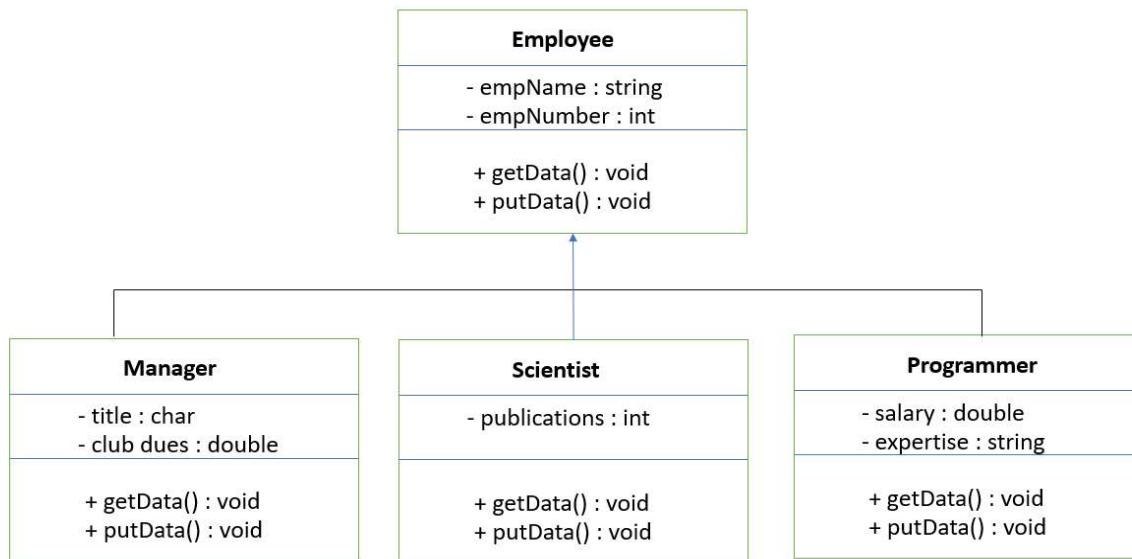 Employee
- empName : string
- empNumber : int
+ getData() : void
+ putData() : void
Manager
- title : char
- club dues : double
+ getData() : void
+ putData() : void
Scientist
- publications : int
+ getData() : void
+ putData() : void
Programmer
- salary : double
- expertise : string
+ getData() : void
+ putData() : void